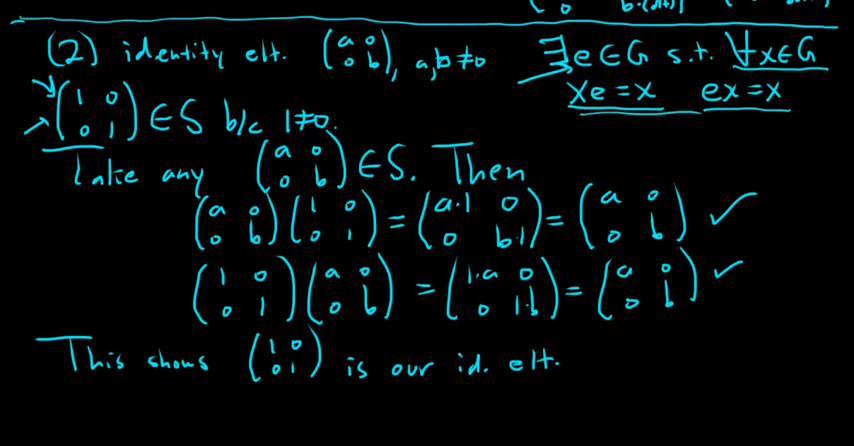 (2) identity elt. (a 0 0 b), a,b≠0 ∃e∈G s.t. ∀x∈G
xe=x ex=x
(1 0 0 1) ∈ S b/c 1≠0.
Take any (a 0 0 b) ∈ S. Then
(a 0 0 b)(1 0 0 1) = (a·1 0 0 b·1) = (a 0 0 b) ✓
(1 0 0 1)(a 0 0 b) = (1·a 0 0 1·b) = (a 0 0 b) ✓
This shows (1 0 0 1) is our id. elt.